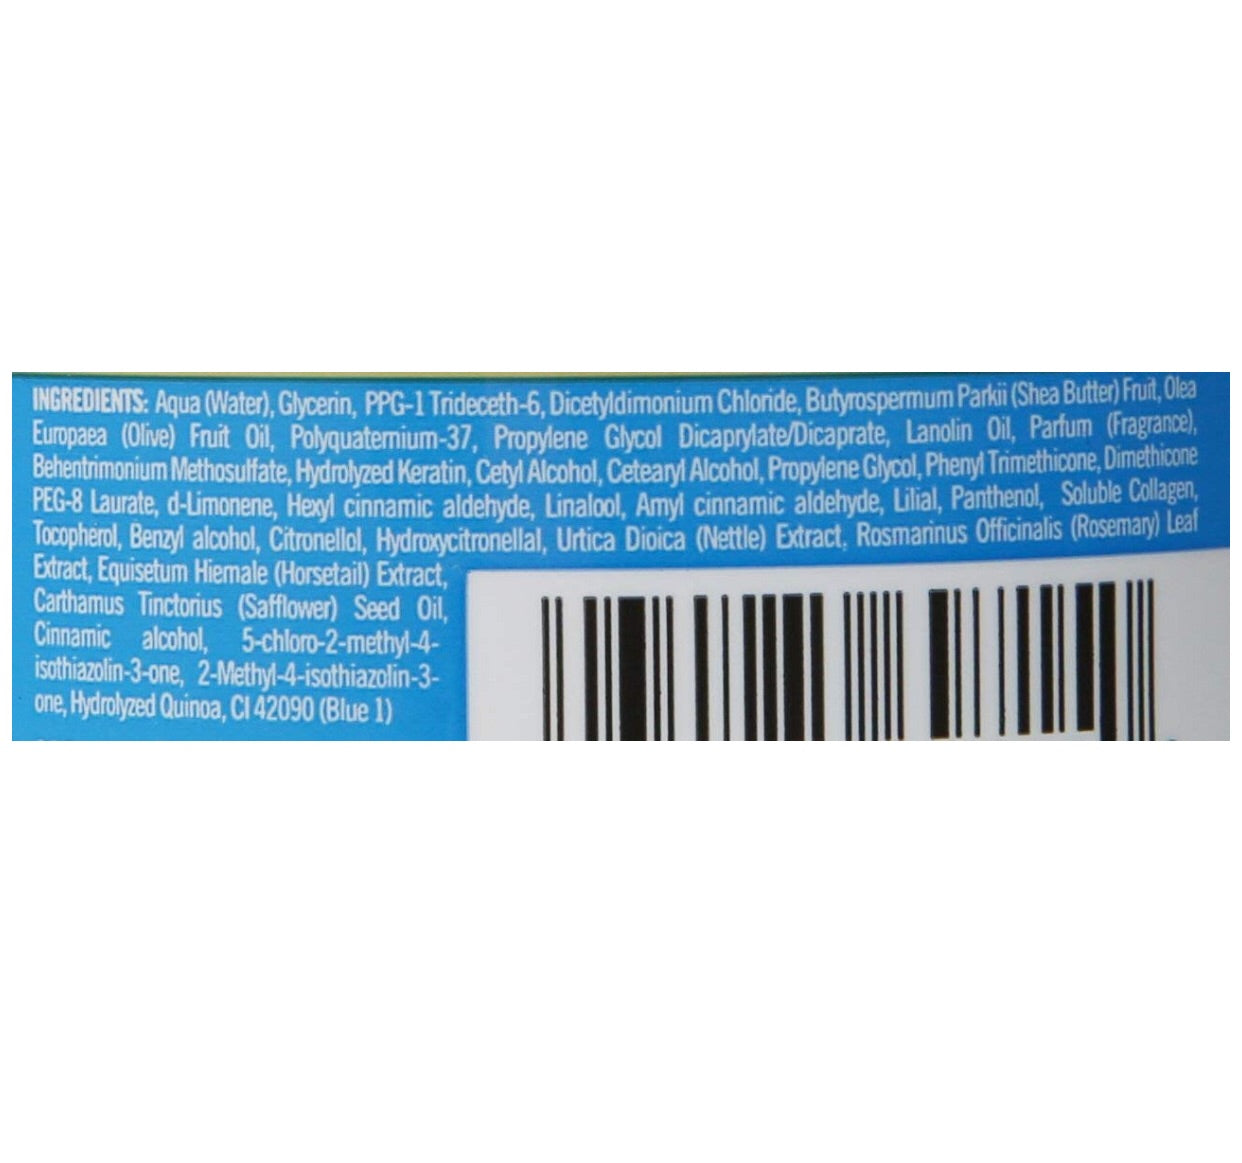 INGREDIENTS: Aqua (Water), Glycerin, PPG-1 Trideceth-6, Dicetyldimonium Chloride, Butyrospermum Parkii (Shea Butter) Fruit, Olea
Europaea (Olive) Fruit Oil, Polyquaternium-37, Propylene Glycol Dicaprylate/Dicaprate, Lanolin Oil, Parfum (Fragrance),
Behentrimonium Methosulfate, Hydrolyzed Keratin, Cetyl Alcohol, Cetearyl Alcohol, Propylene Glycol, Phenyl Trimethicone, Dimethicone
PEG-8 Laurate, d-Limonene, Hexyl cinnamic aldehyde, Linalool, Amyl cinnamic aldehyde, Lilial, Panthenol, Soluble Collagen,
Tocopherol, Benzyl alcohol, Citronellol, Hydroxycitronellal, Urtica Dioica (Nettle) Extract, Rosmarinus Officinalis (Rosemary) Leaf
Extract, Equisetum Hiemale (Horsetail) Extract,
Carthamus Tinctorius (Safflower) Seed Oil,
Cinnamic alcohol, 5-chloro-2-methyl-4-
isothiazolin-3-one, 2-Methyl-4-isothiazolin-3-
one, Hydrolyzed Quinoa, CI 42090 (Blue 1)